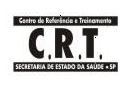 Centro de Referência e Treinamento
C.R.T.
SECRETARIA DE ESTADO DA SAÚDE • SP